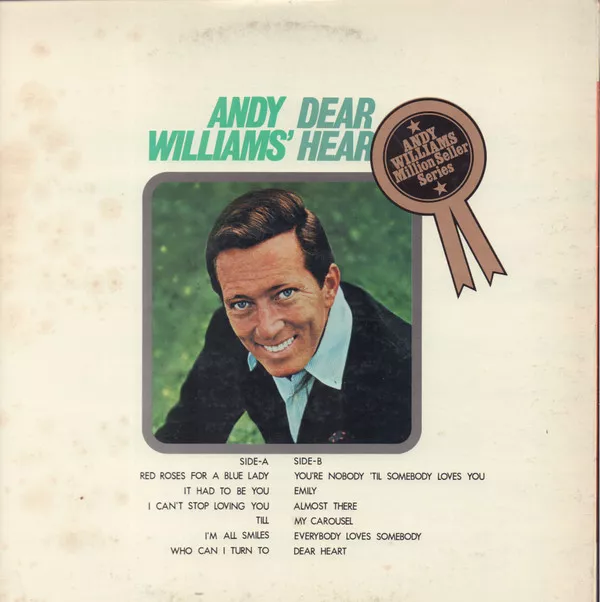 ANDY DEAR
WILLIAMS' HEAR
ANDY
WILLIAMS
Million Seller
Series
SIDE-A
RED ROSES FOR A BLUE LADY
IT HAD TO BE YOU
I CAN'T STOP LOVING YOU
TILL
I'M ALL SMILES
WHO CAN I TURN TO
SIDE-B
YOU'RE NOBODY 'TIL SOMEBODY LOVES YOU
EMILY
ALMOST THERE
MY CAROUSEL
EVERYBODY LOVES SOMEBODY
DEAR HEART